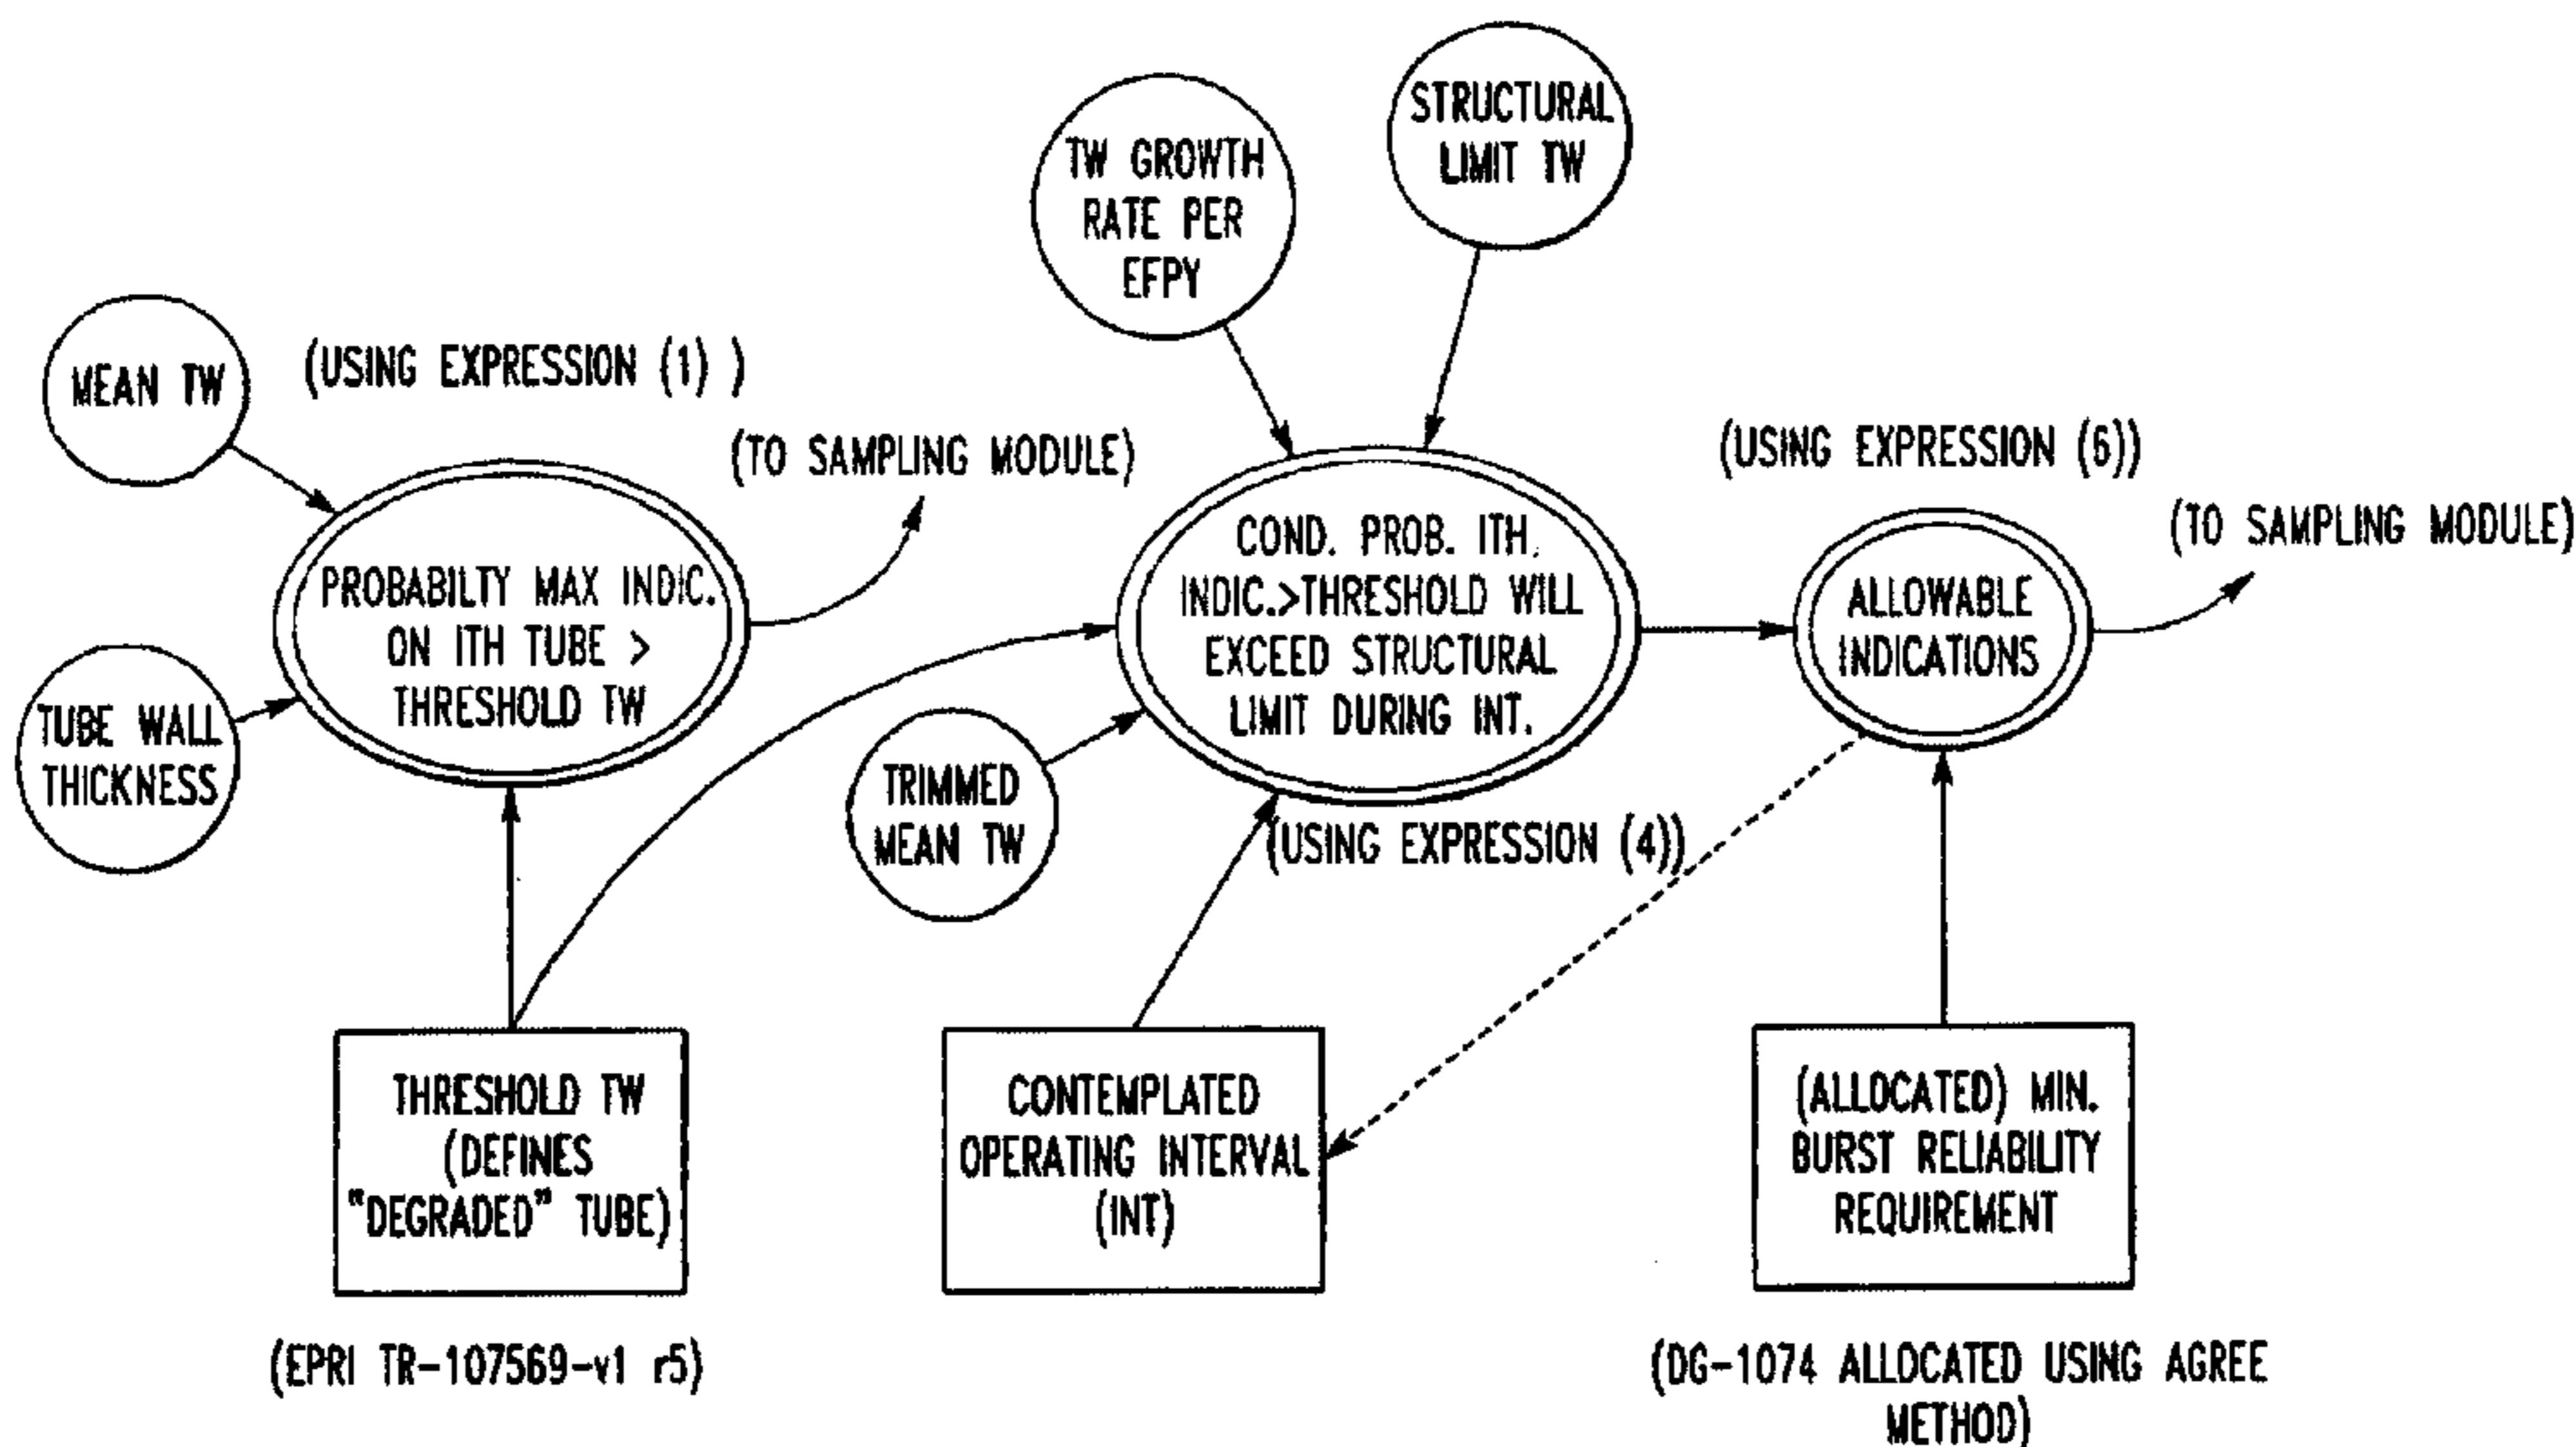 STRUCTURAL
LIMIT TW
TW GROWTH
RATE PER
EFPY
MEAN TW
(USING EXPRESSION (1) )
(TO SAMPLING MODULE)
PROBABILTY MAX INDIC.
ON ITH TUBE >
THRESHOLD TW
TUBE WALL
THICKNESS
COND. PROB. ITH.
INDIC.>THRESHOLD WILL
EXCEED STRUCTURAL
LIMIT DURING INT.
TRIMMED
MEAN TW
(USING EXPRESSION (4))
(USING EXPRESSION (6))
(TO SAMPLING MODULE)
ALLOWABLE
INDICATIONS
THRESHOLD TW
(DEFINES
"DEGRADED" TUBE)
(EPRI TR-107569-v1 r5)
CONTEMPLATED
OPERATING INTERVAL
(INT)
(ALLOCATED) MIN.
BURST RELIABILITY
REQUIREMENT
(DG-1074 ALLOCATED USING AGREE
METHOD)